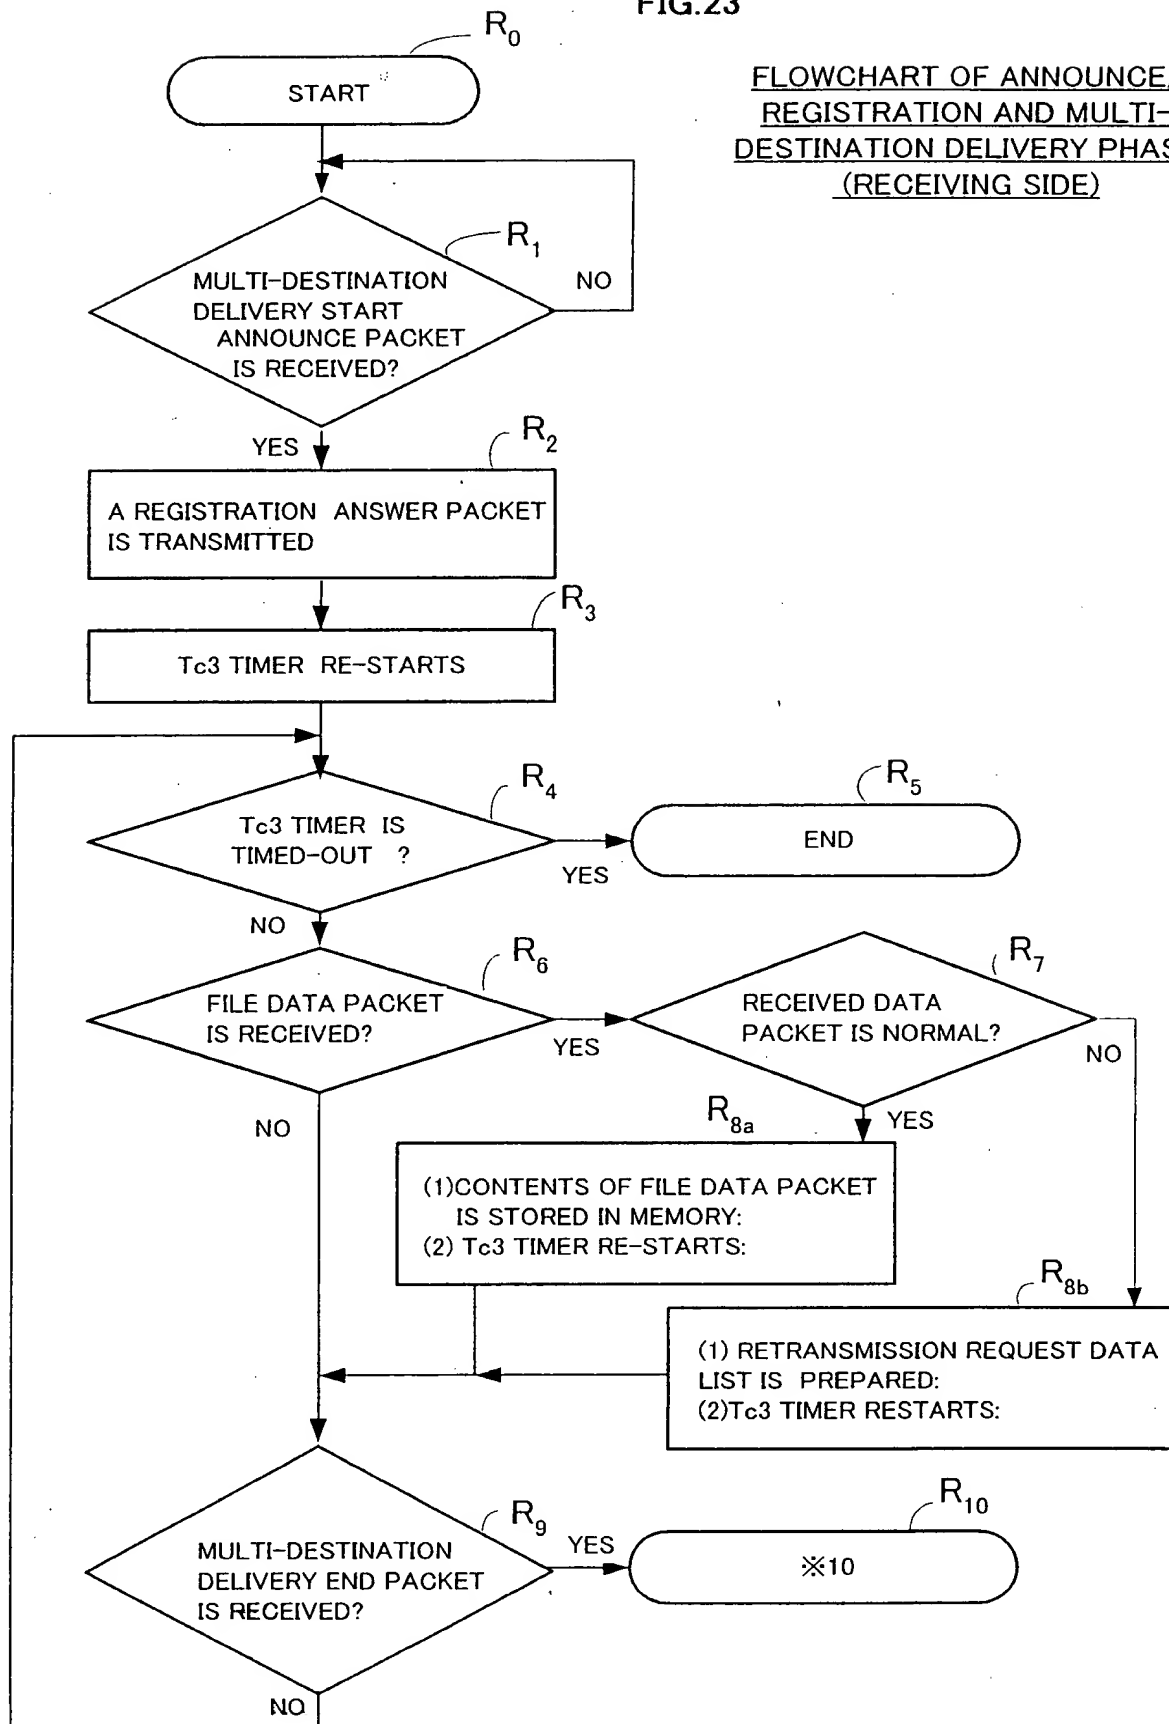 FIG.23
FLOWCHART OF ANNOUNCE,
REGISTRATION AND MULTI-
DESTINATION DELIVERY PHAS
(RECEIVING SIDE)
R0
START
R1
MULTI-DESTINATION
DELIVERY START
ANNOUNCE PACKET
IS RECEIVED?
NO
YES
R2
A REGISTRATION ANSWER PACKET
IS TRANSMITTED
R3
Tc3 TIMER RE-STARTS
R4
Tc3 TIMER IS
TIMED-OUT ?
YES
R5
END
NO
R6
FILE DATA PACKET
IS RECEIVED?
YES
R7
RECEIVED DATA
PACKET IS NORMAL?
NO
NO
YES
R8a
(1)CONTENTS OF FILE DATA PACKET
IS STORED IN MEMORY:
(2) Tc3 TIMER RE-STARTS:
R8b
(1) RETRANSMISSION REQUEST DATA
LIST IS PREPARED:
(2)Tc3 TIMER RESTARTS:
R9
MULTI-DESTINATION
DELIVERY END PACKET
IS RECEIVED?
YES
R10
※10
NO